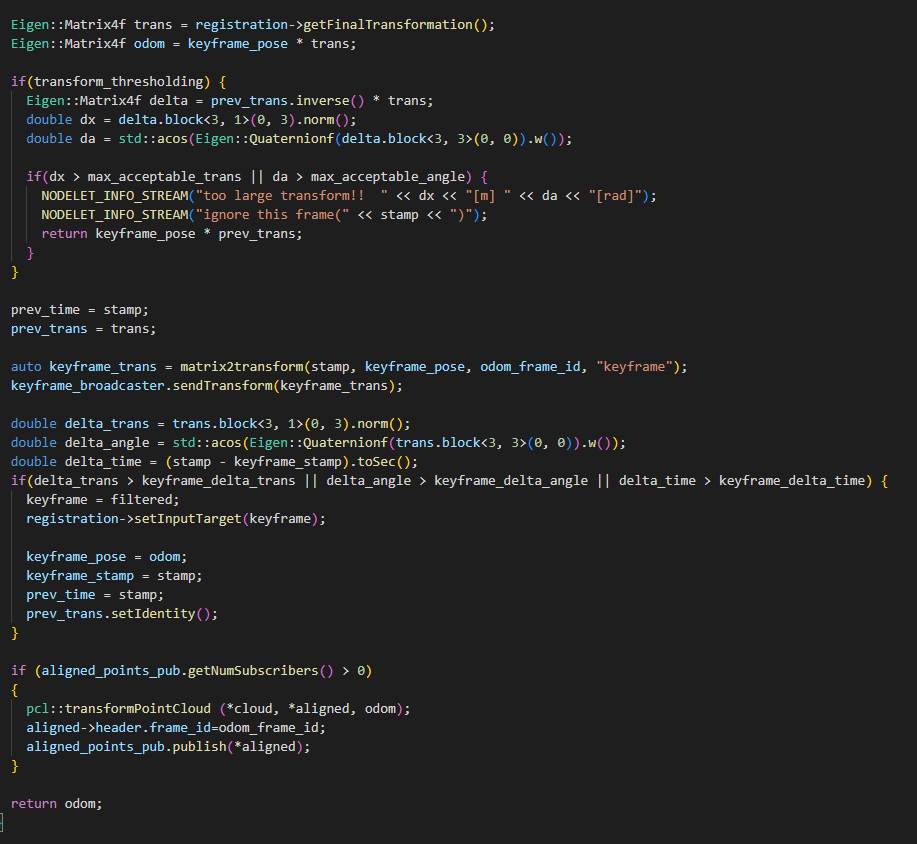 Eigen::Matrix4f trans = registration->getFinalTransformation();
Eigen::Matrix4f odom = keyframe_pose * trans;

if(transform_thresholding) {
  Eigen::Matrix4f delta = prev_trans.inverse() * trans;
  double dx = delta.block<3, 1>(0, 3).norm();
  double da = std::acos(Eigen::Quaternionf(delta.block<3, 3>(0, 0)).w());

  if(dx > max_acceptable_trans || da > max_acceptable_angle) {
    NODELET_INFO_STREAM("too large transform!!  " << dx << "[m] " << da << "[rad]");
    NODELET_INFO_STREAM("ignore this frame(" << stamp << ")");
    return keyframe_pose * prev_trans;
  }
}

prev_time = stamp;
prev_trans = trans;

auto keyframe_trans = matrix2transform(stamp, keyframe_pose, odom_frame_id, "keyframe");
keyframe_broadcaster.sendTransform(keyframe_trans);

double delta_trans = trans.block<3, 1>(0, 3).norm();
double delta_angle = std::acos(Eigen::Quaternionf(trans.block<3, 3>(0, 0)).w());
double delta_time = (stamp - keyframe_stamp).toSec();
if(delta_trans > keyframe_delta_trans || delta_angle > keyframe_delta_angle || delta_time > keyframe_delta_time) {
  keyframe = filtered;
  registration->setInputTarget(keyframe);

  keyframe_pose = odom;
  keyframe_stamp = stamp;
  prev_time = stamp;
  prev_trans.setIdentity();
}

if (aligned_points_pub.getNumSubscribers() > 0)
{
  pcl::transformPointCloud (*cloud, *aligned, odom);
  aligned->header.frame_id=odom_frame_id;
  aligned_points_pub.publish(*aligned);
}

return odom;